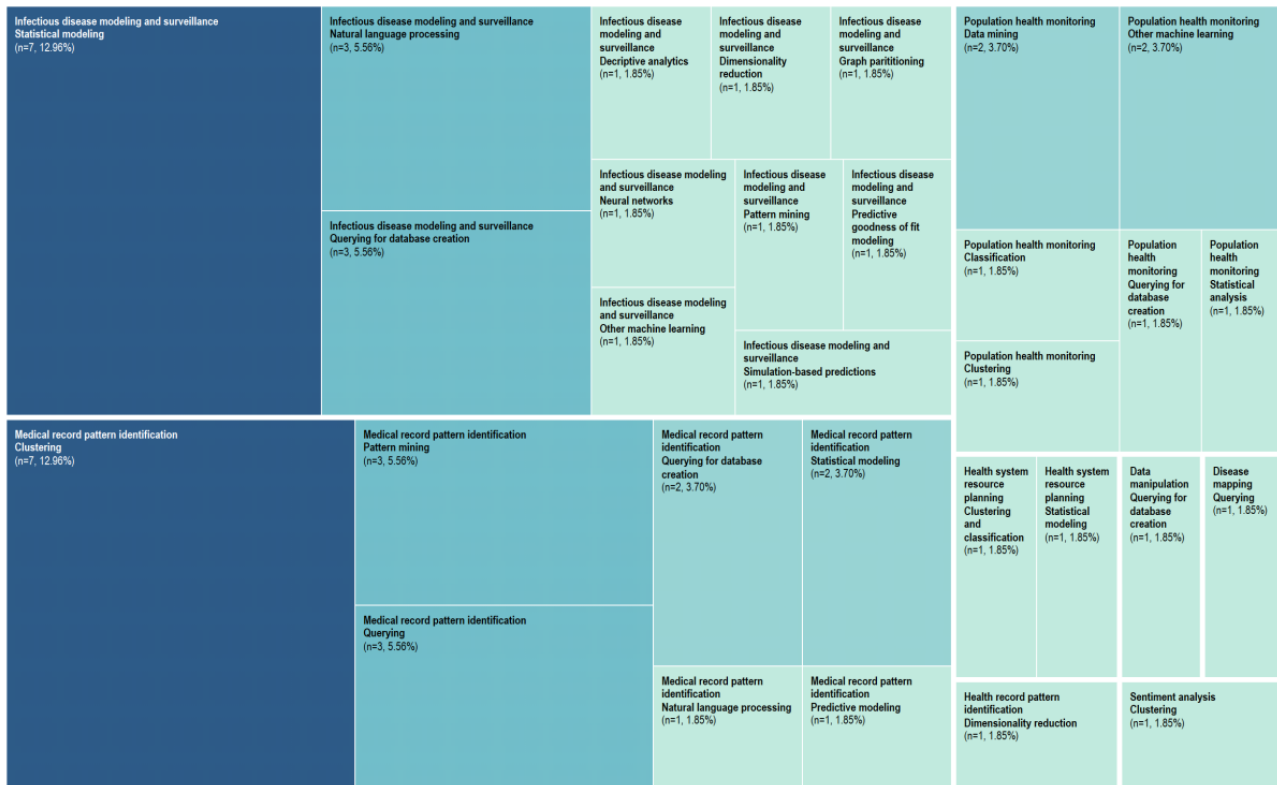 Infectious disease modeling and surveillance
Statistical modeling
(n=7, 12.96%)
Infectious disease modeling and surveillance
Natural language processing
(n=3, 5.56%)
Infectious disease modeling and surveillance
Querying for database creation
(n=3, 5.56%)
Infectious disease
modeling and
surveillance
Decriptive analytics
(n=1, 1.85%)
Infectious disease
modeling and
surveillance
Dimensionality
reduction
(n=1, 1.85%)
Infectious disease
modeling and
surveillance
Graph parititioning
(n=1, 1.85%)
Infectious disease modeling
and surveillance
Neural networks
(n=1, 1.85%)
Infectious disease
modeling and
surveillance
Pattern mining
(n=1, 1.85%)
Infectious disease
modeling and
surveillance
Predictive
goodness of fit
modeling
(n=1, 1.85%)
Infectious disease modeling
and surveillance
Other machine learning
(n=1, 1.85%)
Infectious disease modeling and
surveillance
Simulation-based predictions
(n=1, 1.85%)
Population health monitoring
Data mining
(n=2, 3.70%)
Population health monitoring
Other machine learning
(n=2, 3.70%)
Population health monitoring
Classification
(n=1, 1.85%)
Population
health
monitoring
Querying for
database
creation
(n=1, 1.85%)
Population
health
monitoring
Statistical
analysis
(n=1, 1.85%)
Population health monitoring
Clustering
(n=1, 1.85%)
Medical record pattern identification
Clustering
(n=7, 12.96%)
Medical record pattern identification
Pattern mining
(n=3, 5.56%)
Medical record pattern identification
Querying
(n=3, 5.56%)
Medical record pattern
identification
Querying for database
creation
(n=2, 3.70%)
Medical record pattern
identification
Statistical modeling
(n=2, 3.70%)
Medical record pattern
identification
Natural language processing
(n=1, 1.85%)
Medical record pattern
identification
Predictive modeling
(n=1, 1.85%)
Health system
resource
planning
Clustering
and
classification
(n=1, 1.85%)
Health system
resource
planning
Statistical
modeling
(n=1, 1.85%)
Data
manipulation
Querying for
database
creation
(n=1, 1.85%)
Disease
mapping
Querying
(n=1, 1.85%)
Health record pattern
identification
Dimensionality reduction
(n=1, 1.85%)
Sentiment analysis
Clustering
(n=1, 1.85%)